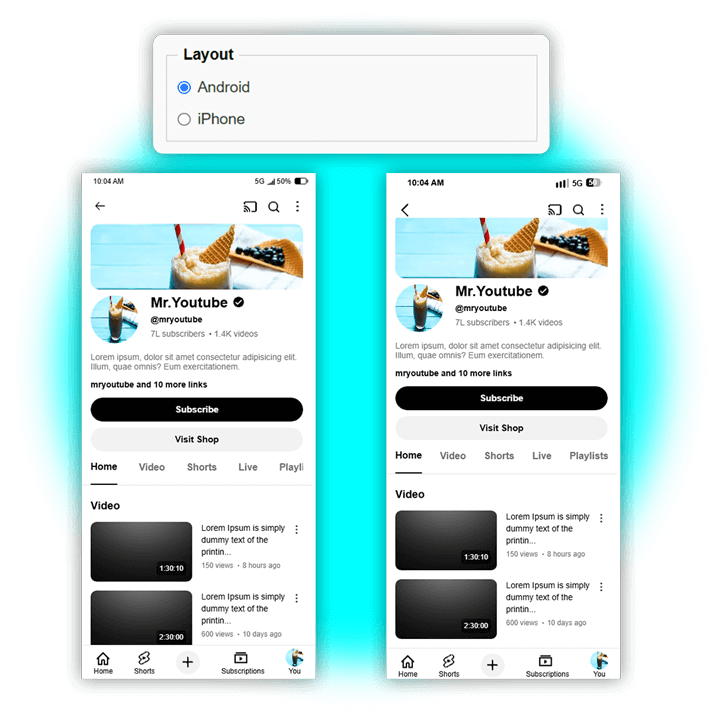 Layout
Android
iPhone
10:04 AM
5G 50%
Mr.Youtube
@mryoutube
7L subscribers • 1.4K videos
Lorem ipsum, dolor sit amet consectetur adipisicing elit.
Illum, quae omnis? Eum exercitationem.
mryoutube and 10 more links
Subscribe
Visit Shop
Home Video Shorts Live Playli
Video
Lorem Ipsum is simply
dummy text of the
printin...
150 views • 8 hours ago
1:30:10
Lorem Ipsum is simply
dummy text of the
printin...
600 views • 10 days ago
2:30:00
Home Shorts Subscriptions You
10:04 AM
5G
Mr.Youtube
@mryoutube
7L subscribers • 1.4K videos
Lorem ipsum, dolor sit amet consectetur adipisicing elit.
Illum, quae omnis? Eum exercitationem.
mryoutube and 10 more links
Subscribe
Visit Shop
Home Video Shorts Live Playlists
Video
Lorem Ipsum is simply
dummy text of the
printin...
150 views • 8 hours ago
1:30:10
Lorem Ipsum is simply
dummy text of the
printin...
600 views • 10 days ago
2:30:00
Home Shorts Subscriptions You